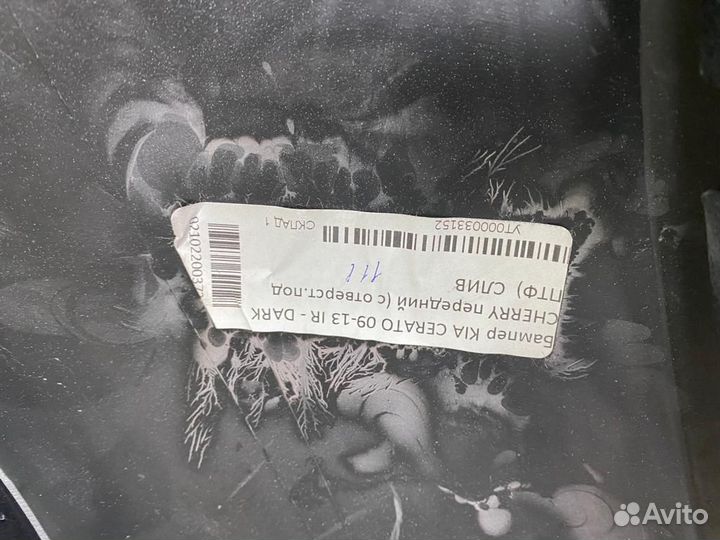 Бампер KIA CERATO 09-13 IR - DARK
CHERRY передний (с отверст.под
ПТФ) СЛИВ
111
УТ000033152
СКЛАД 1
Avito